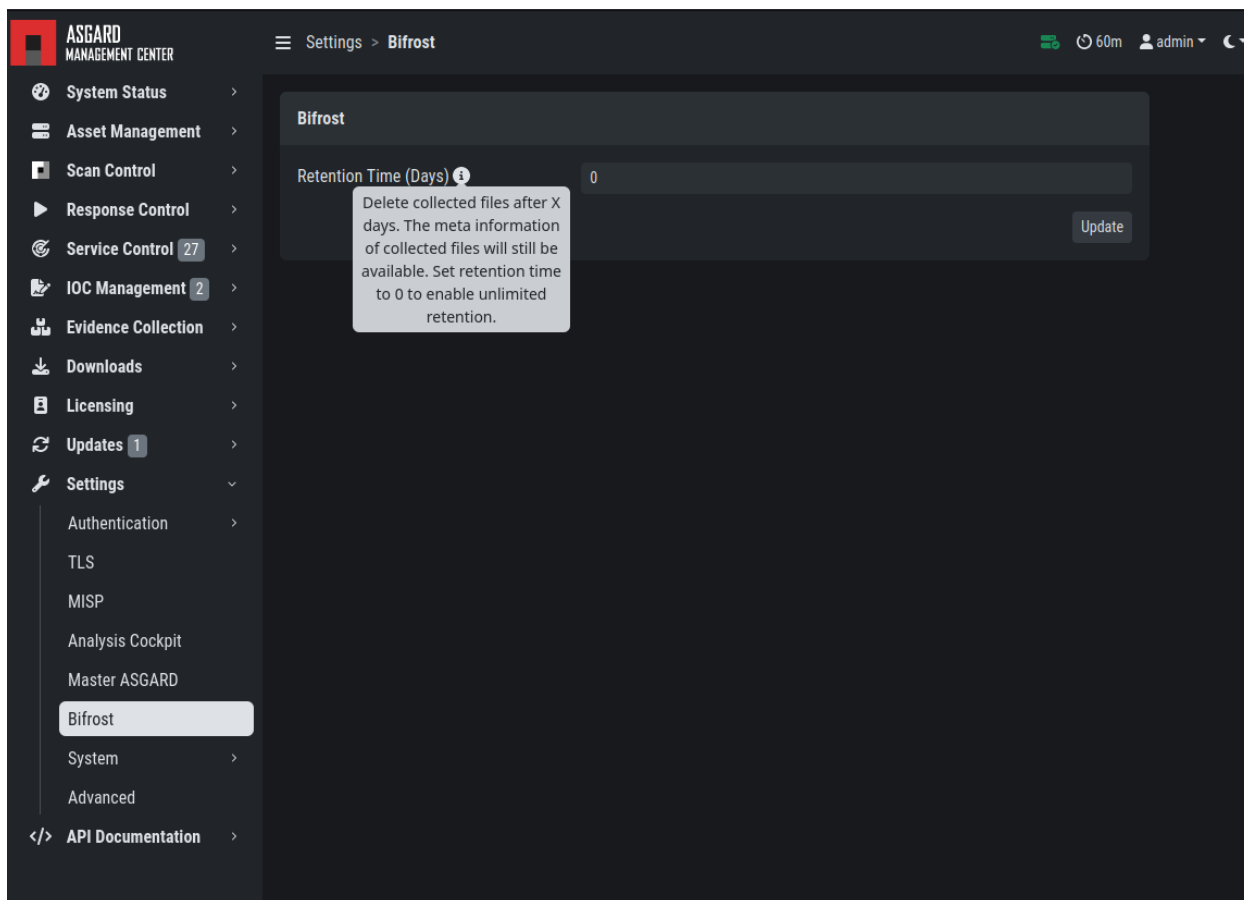 ASGARD
MANAGEMENT CENTER
Settings > Bifrost
60m
admin
System Status
Asset Management
Scan Control
Response Control
Service Control 27
IOC Management 2
Evidence Collection
Downloads
Licensing
Updates 1
Settings
Authentication
TLS
MISP
Analysis Cockpit
Master ASGARD
Bifrost
System
Advanced
</> API Documentation
Bifrost
Retention Time (Days)
0
Delete collected files after X
days. The meta information
of collected files will still be
available. Set retention time
to 0 to enable unlimited
retention.
Update